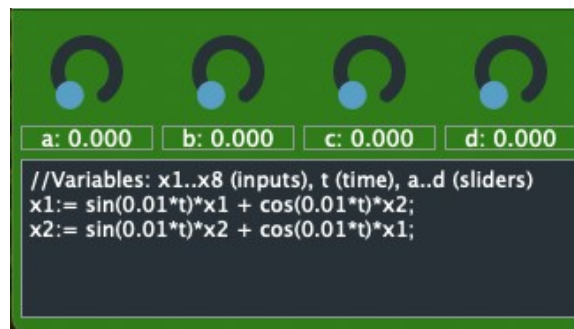 a: 0.000 b: 0.000 c: 0.000 d: 0.000
//Variables: x1..x8 (inputs), t (time), a..d (sliders)
x1:= sin(0.01*t)*x1 + cos(0.01*t)*x2;
x2:= sin(0.01*t)*x2 + cos(0.01*t)*x1;